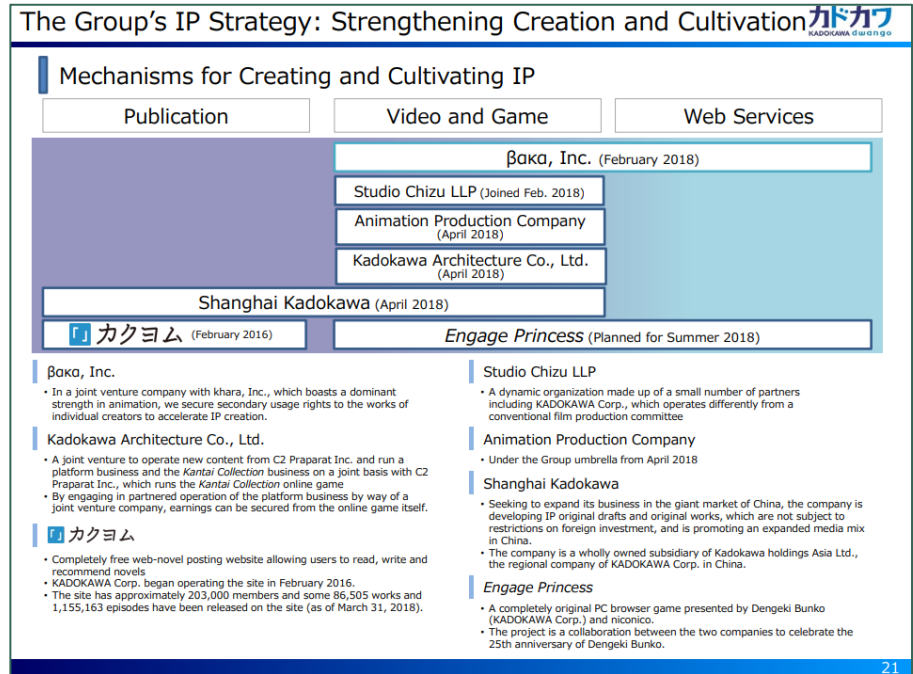 The Group's IP Strategy: Strengthening Creation and Cultivation
カドカワ
KADOKAWA dwango
Mechanisms for Creating and Cultivating IP
Publication
Video and Game
Web Services
βακα, Inc. (February 2018)
Studio Chizu LLP (Joined Feb. 2018)
Animation Production Company
(April 2018)
Kadokawa Architecture Co., Ltd.
(April 2018)
Shanghai Kadokawa (April 2018)
「」カクヨム (February 2016)
Engage Princess (Planned for Summer 2018)
βακα, Inc.
• In a joint venture company with khara, Inc., which boasts a dominant
strength in animation, we secure secondary usage rights to the works of
individual creators to accelerate IP creation.
Kadokawa Architecture Co., Ltd.
• A joint venture to operate new content from C2 Praparat Inc. and run a
platform business and the Kantai Collection business on a joint basis with C2
Praparat Inc., which runs the Kantai Collection online game
• By engaging in partnered operation of the platform business by way of a
joint venture company, earnings can be secured from the online game itself.
「」カクヨム
• Completely free web-novel posting website allowing users to read, write and
recommend novels
• KADOKAWA Corp. began operating the site in February 2016.
• The site has approximately 203,000 members and some 86,505 works and
1,155,163 episodes have been released on the site (as of March 31, 2018).
Studio Chizu LLP
• A dynamic organization made up of a small number of partners
including KADOKAWA Corp., which operates differently from a
conventional film production committee
Animation Production Company
• Under the Group umbrella from April 2018
Shanghai Kadokawa
• Seeking to expand its business in the giant market of China, the company is
developing IP original drafts and original works, which are not subject to
restrictions on foreign investment, and is promoting an expanded media mix
in China.
• The company is a wholly owned subsidiary of Kadokawa holdings Asia Ltd.,
the regional company of KADOKAWA Corp. in China.
Engage Princess
• A completely original PC browser game presented by Dengeki Bunko
(KADOKAWA Corp.) and niconico.
• The project is a collaboration between the two companies to celebrate the
25th anniversary of Dengeki Bunko.
21